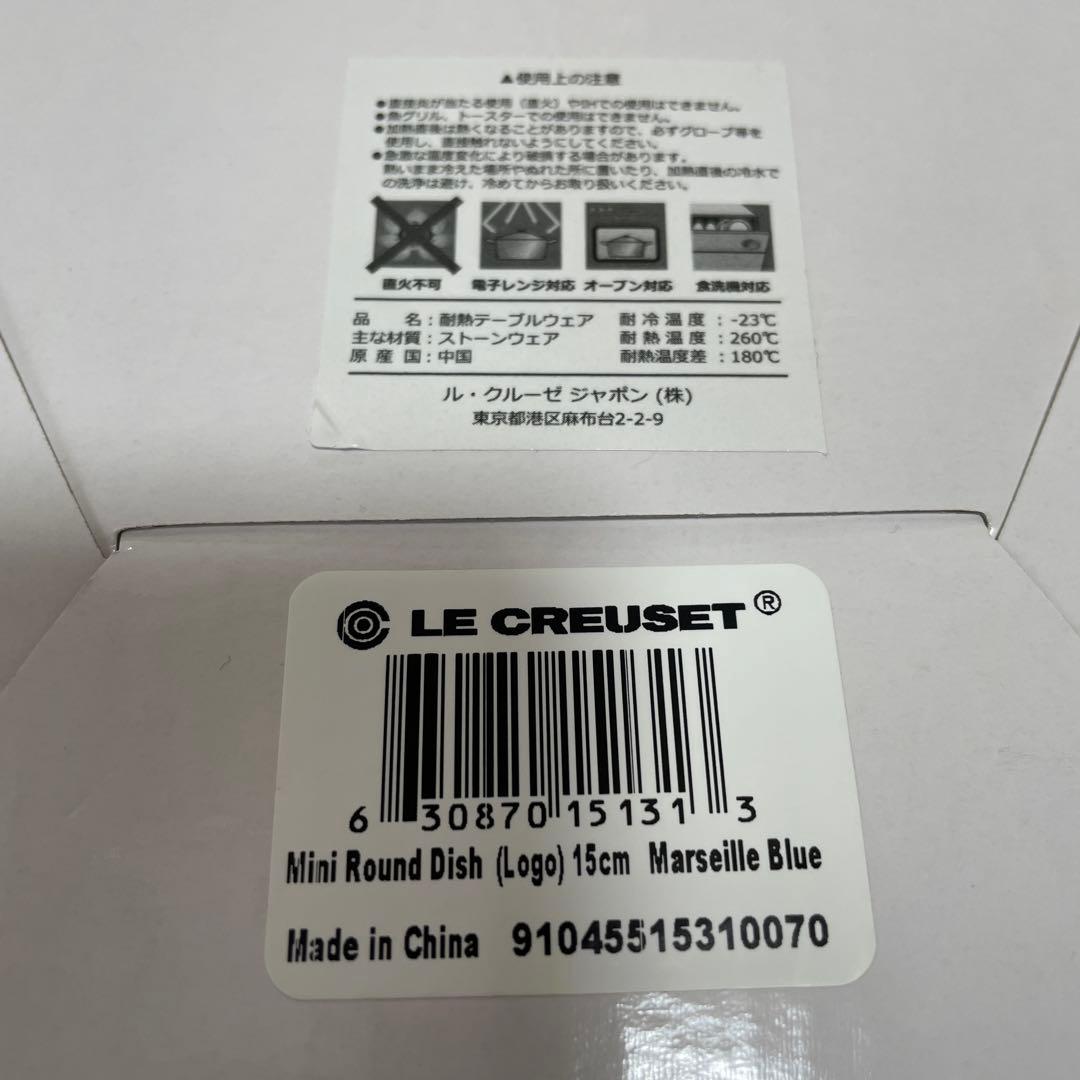 ▲使用上の注意
●直接炎が当たる使用（直火）やIHでの使用はできません。
●魚グリル、トースターでの使用はできません。
●加熱直後は熱くなることがありますので、必ずグローブ等を
使用し、直接触れないようにしてください。
●急激な温度変化により破損する場合があります。
熱いまま冷えた場所やぬれた所に置いたり、加熱直後の冷水で
の洗浄は避け、冷めてからお取り扱いください。
直火不可 電子レンジ対応 オーブン対応 食洗機対応
品 名：耐熱テーブルウェア 耐冷温度：-23℃
主な材質：ストーンウェア 耐熱温度：260℃
原産国：中国 耐熱温度差：180℃
ル・クルーゼ ジャポン (株)
東京都港区麻布台2-2-9
LE CREUSET®
6 30870 15131 3
Mini Round Dish (Logo) 15cm Marseille Blue
Made in China 91045515310070